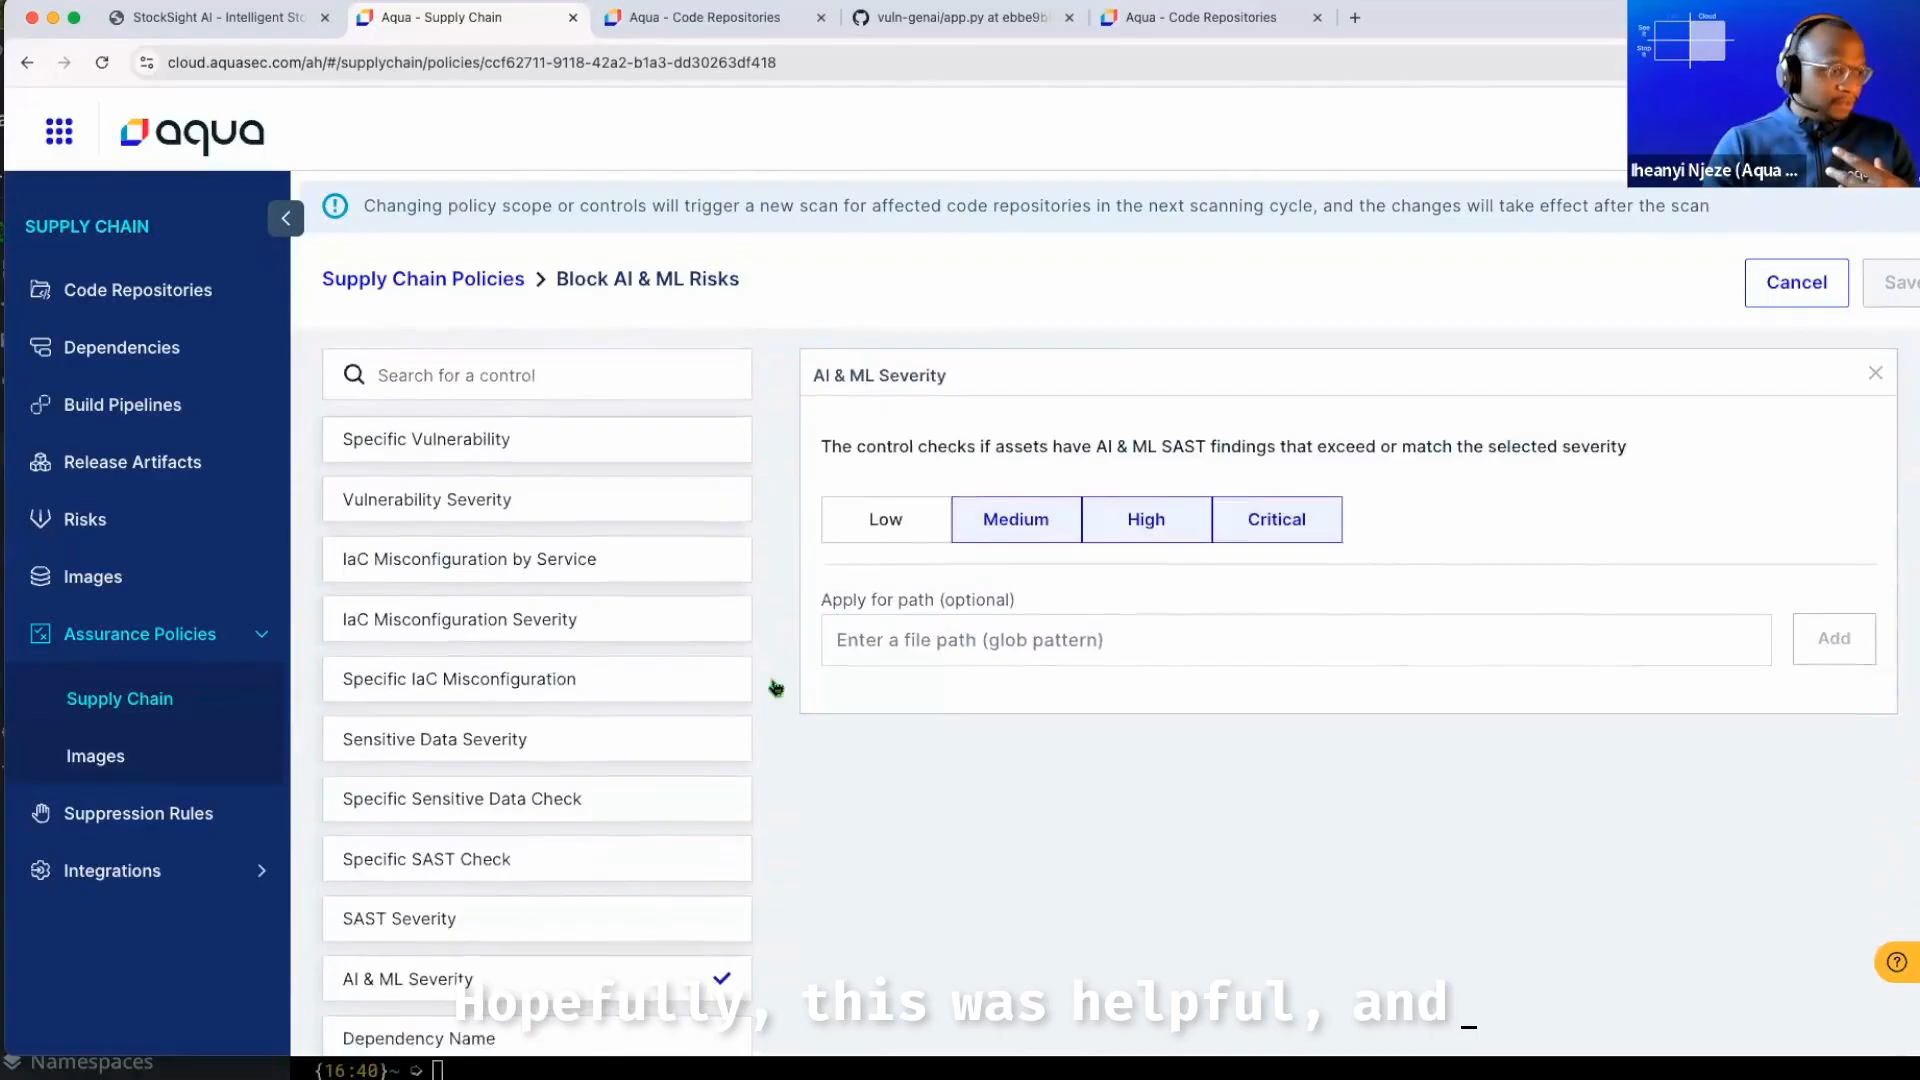 StockSight AI - Intelligent Sto
Aqua - Supply Chain
Aqua - Code Repositories
vuln-genai/app.py at ebbe9b
Aqua - Code Repositories
cloud.aquasec.com/ah/#/supplychain/policies/ccf62711-9118-42a2-b1a3-dd30263df418
Cloud
See It
Stop It
Iheanyi Njeze (Aqua ...
aqua
Changing policy scope or controls will trigger a new scan for affected code repositories in the next scanning cycle, and the changes will take effect after the scan
SUPPLY CHAIN
Code Repositories
Dependencies
Build Pipelines
Release Artifacts
Risks
Images
Assurance Policies
Supply Chain
Images
Suppression Rules
Integrations
Supply Chain Policies > Block AI & ML Risks
Cancel
Save
Search for a control
Specific Vulnerability
Vulnerability Severity
IaC Misconfiguration by Service
IaC Misconfiguration Severity
Specific IaC Misconfiguration
Sensitive Data Severity
Specific Sensitive Data Check
Specific SAST Check
SAST Severity
AI & ML Severity
Dependency Name
AI & ML Severity
The control checks if assets have AI & ML SAST findings that exceed or match the selected severity
Low Medium High Critical
Apply for path (optional)
Enter a file path (glob pattern)
Add
Hopefully, this was helpful, and_
Namespaces
{16:40}~